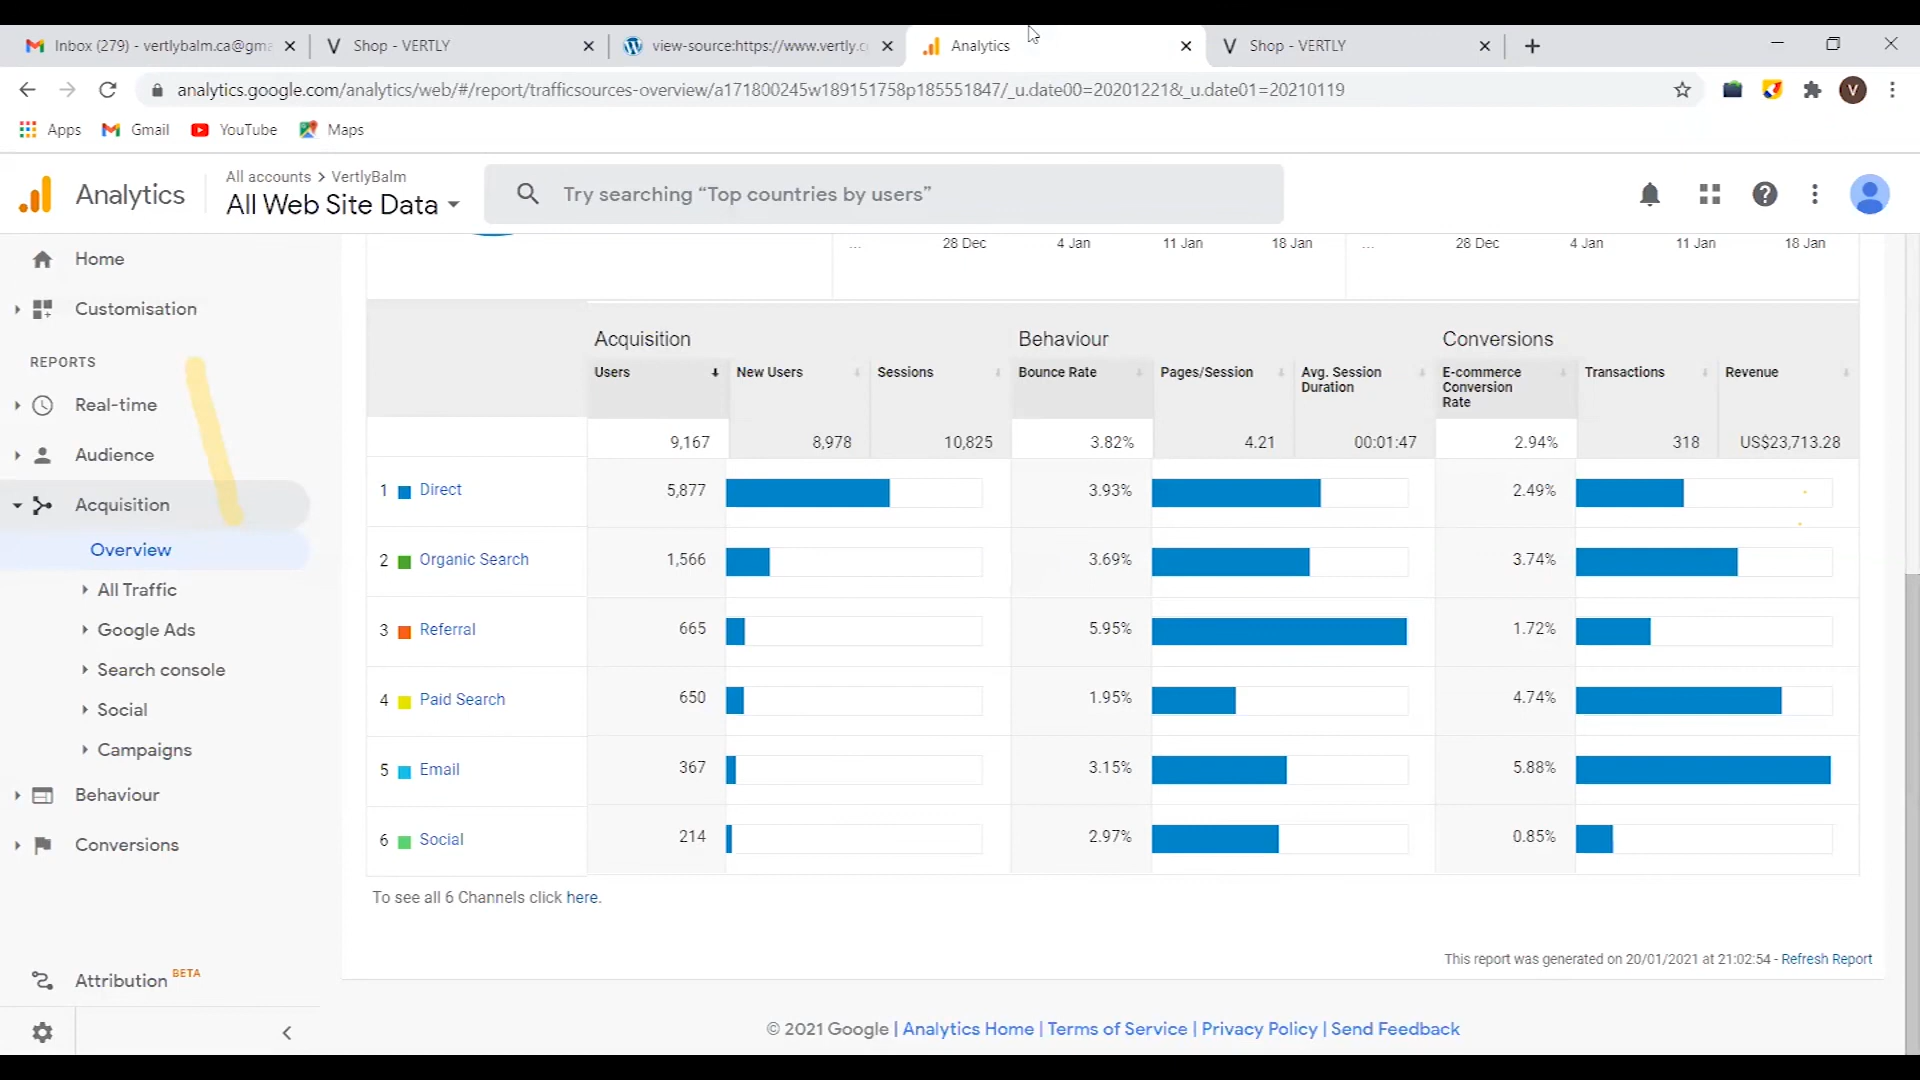 Inbox (279) - vertlybalm.ca@gma
Shop - VERTLY
view-source:https://www.vertly.c
Analytics
Shop - VERTLY
analytics.google.com/analytics/web/#/report/trafficsources-overview/a171800245w189151758p185551847/_u.date00=20201221&_u.date01=20210119
V
Apps
Gmail
YouTube
Maps
Analytics
All accounts > VertlyBalm
All Web Site Data
Try searching “Top countries by users”
Home
Customisation
REPORTS
Real-time
Audience
Acquisition
Overview
All Traffic
Google Ads
Search console
Social
Campaigns
Behaviour
Conversions
Attribution BETA
... 28 Dec 4 Jan 11 Jan 18 Jan ... 28 Dec 4 Jan 11 Jan 18 Jan
Acquisition Behaviour Conversions
Users New Users Sessions Bounce Rate Pages/Session Avg. Session Duration E-commerce Conversion Rate Transactions Revenue
9,167 8,978 10,825 3.82% 4.21 00:01:47 2.94% 318 US$23,713.28
1 Direct 5,877 3.93% 2.49%
2 Organic Search 1,566 3.69% 3.74%
3 Referral 665 5.95% 1.72%
4 Paid Search 650 1.95% 4.74%
5 Email 367 3.15% 5.88%
6 Social 214 2.97% 0.85%
To see all 6 Channels click here.
This report was generated on 20/01/2021 at 21:02:54 - Refresh Report
© 2021 Google | Analytics Home | Terms of Service | Privacy Policy | Send Feedback